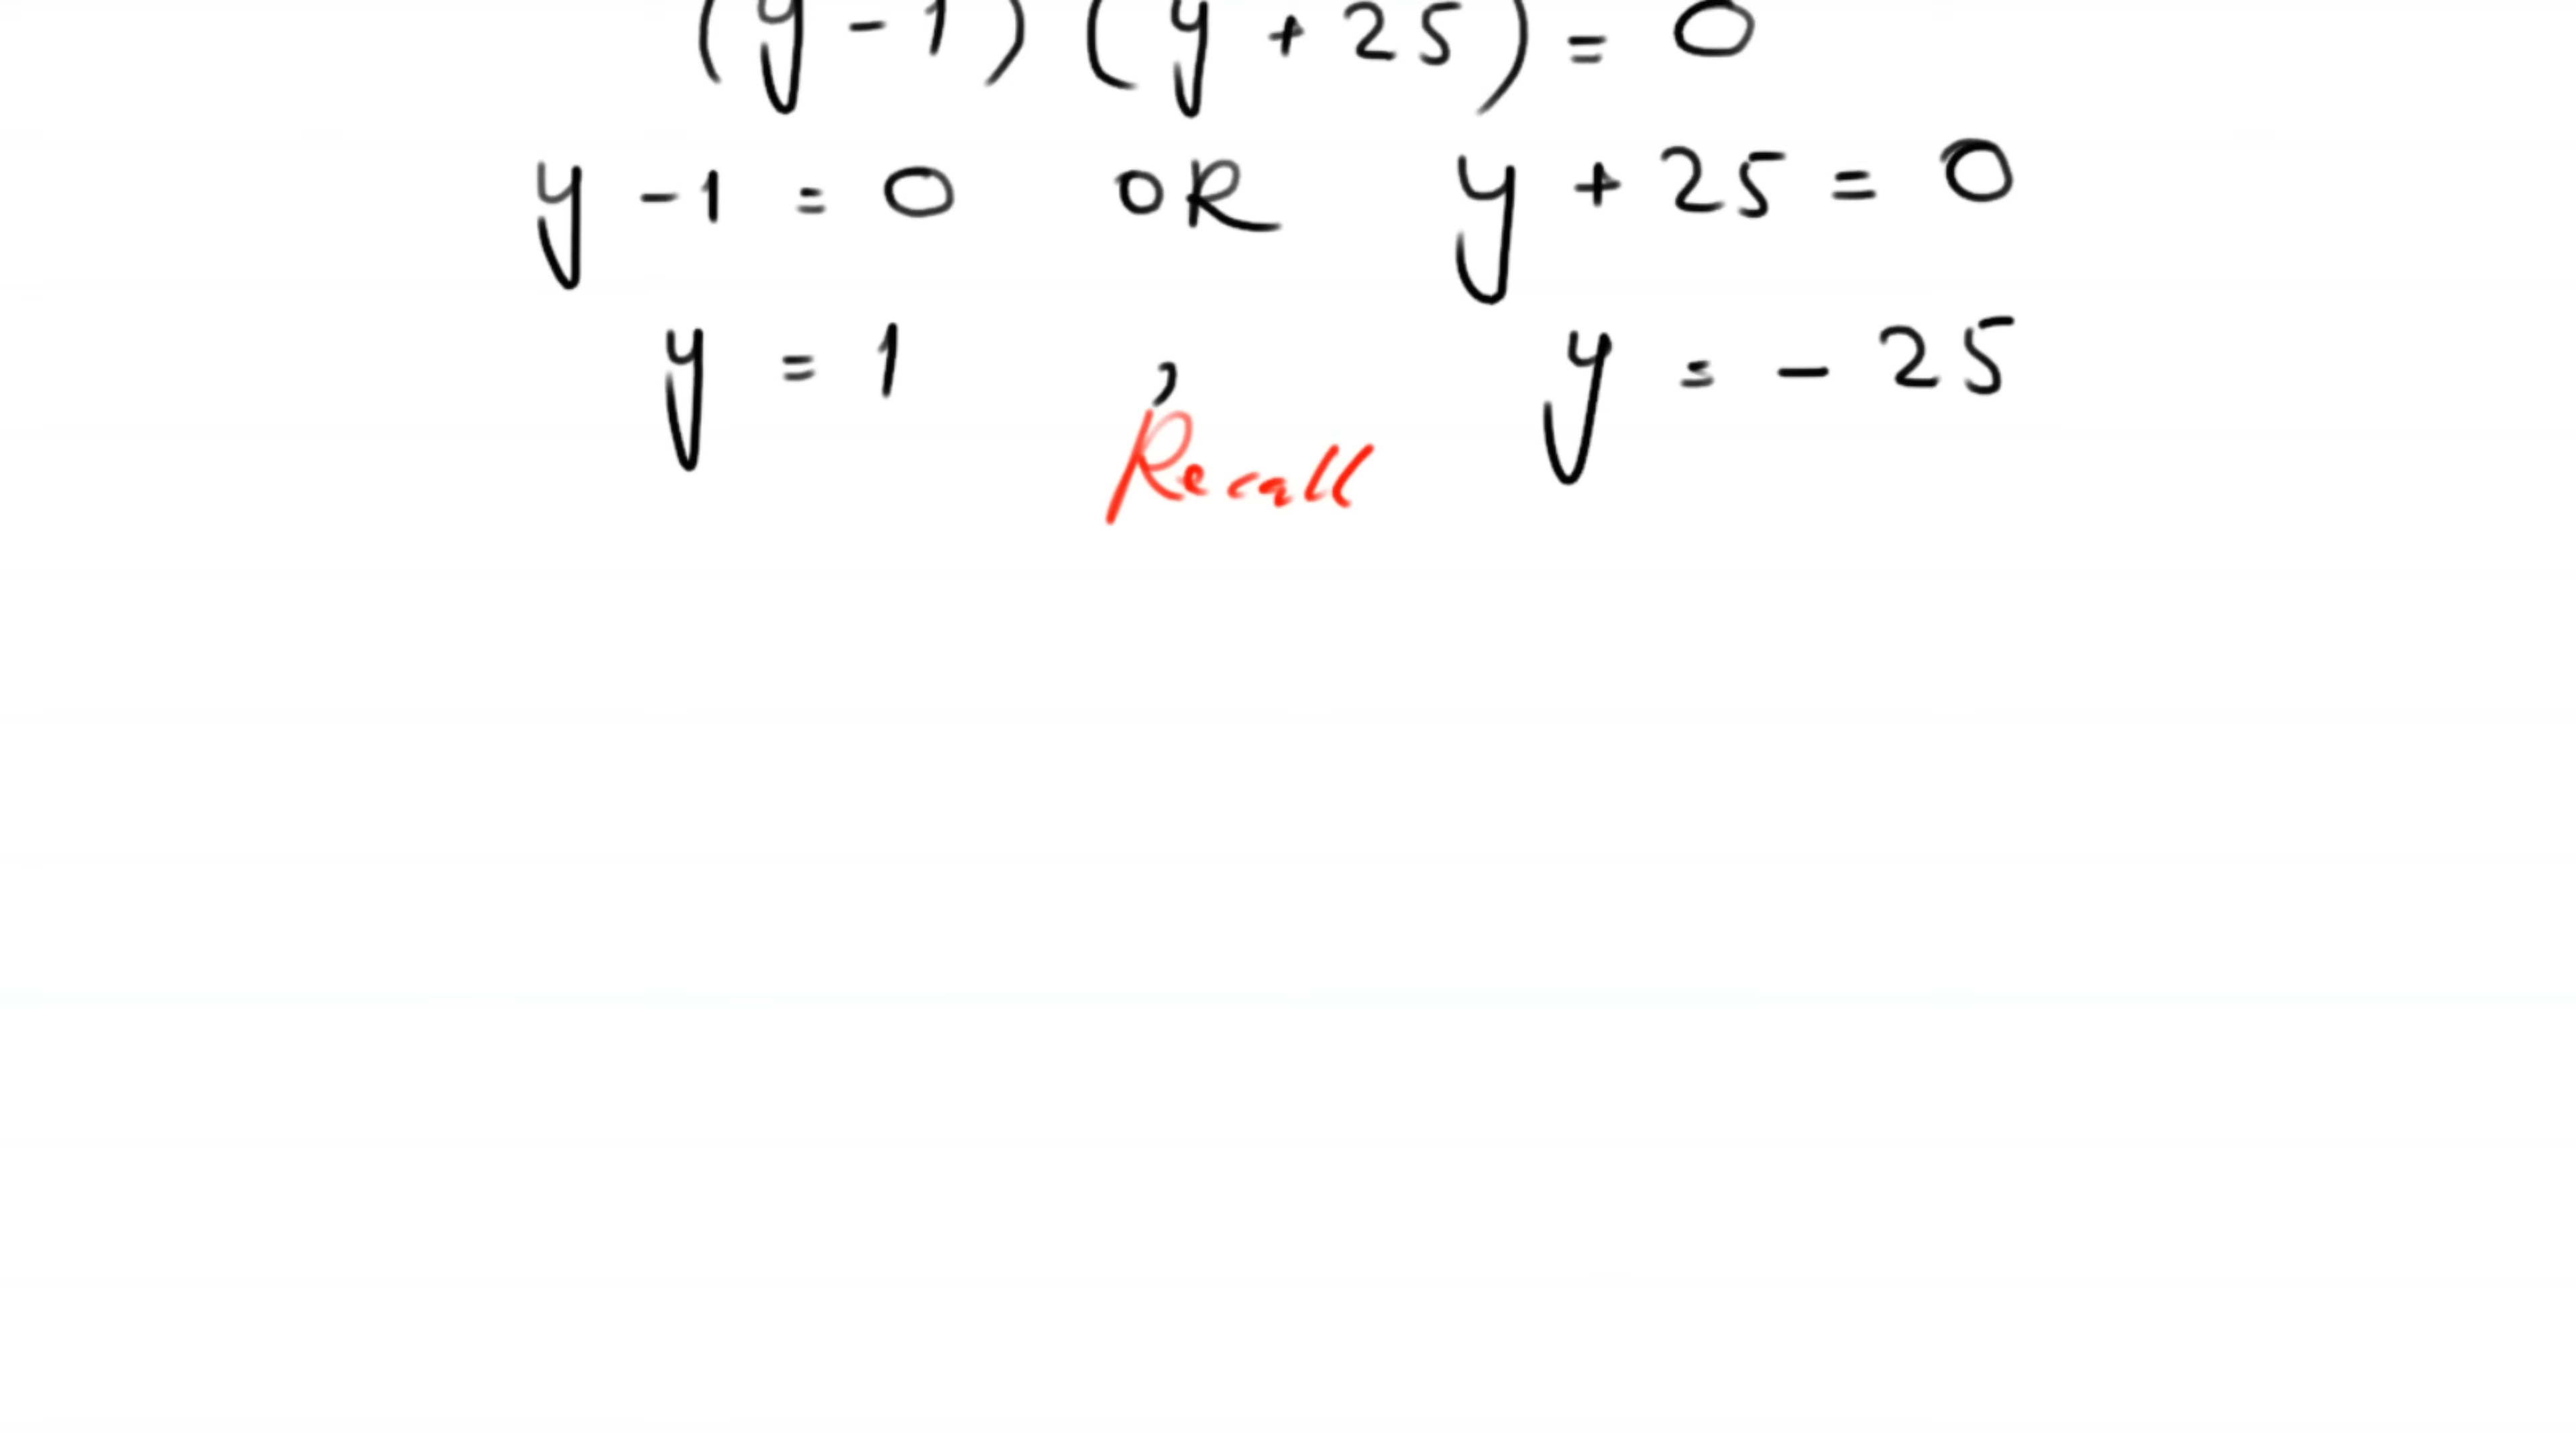 (y - 1) (y + 25) = 0
y - 1 = 0 OR y + 25 = 0
y = 1 , y = - 25
Recall